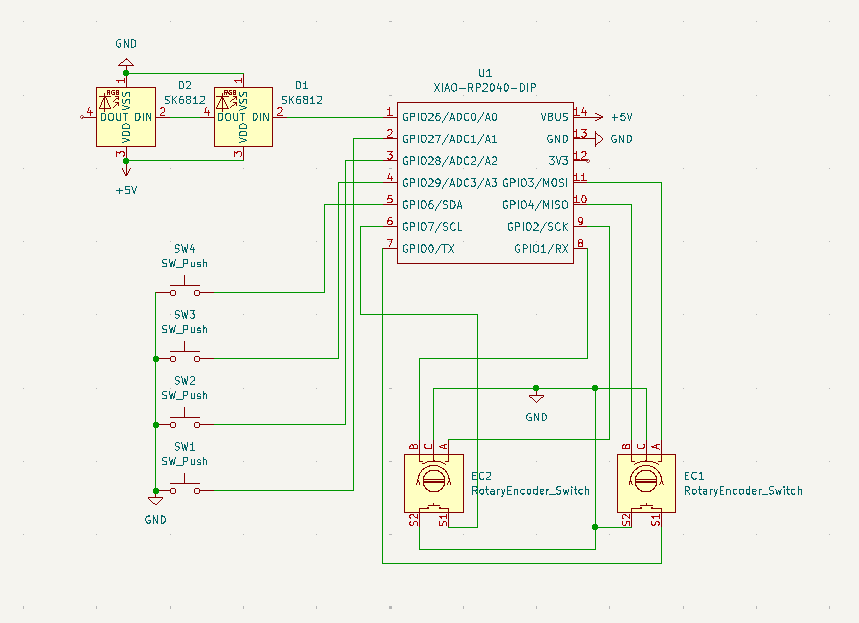 GND
D2
SK6812
D1
SK6812
1
RGB
VSS
4
DOUT DIN
2
VDD
3
+5V
1
RGB
VSS
4
DOUT DIN
2
VDD
3
U1
XIAO-RP2040-DIP
1 GPIO26/ADC0/A0 VBUS 14 +5V
2 GPIO27/ADC1/A1 GND 13 GND
3 GPIO28/ADC2/A2 3V3 12
4 GPIO29/ADC3/A3 GPIO3/MOSI 11
5 GPIO6/SDA GPIO4/MISO 10
6 GPIO7/SCL GPIO2/SCK 9
7 GPIO0/TX GPIO1/RX 8
SW4
SW_Push
SW3
SW_Push
SW2
SW_Push
SW1
SW_Push
GND
GND
B C A
EC2
RotaryEncoder_Switch
S2 S1
B C A
EC1
RotaryEncoder_Switch
S2 S1